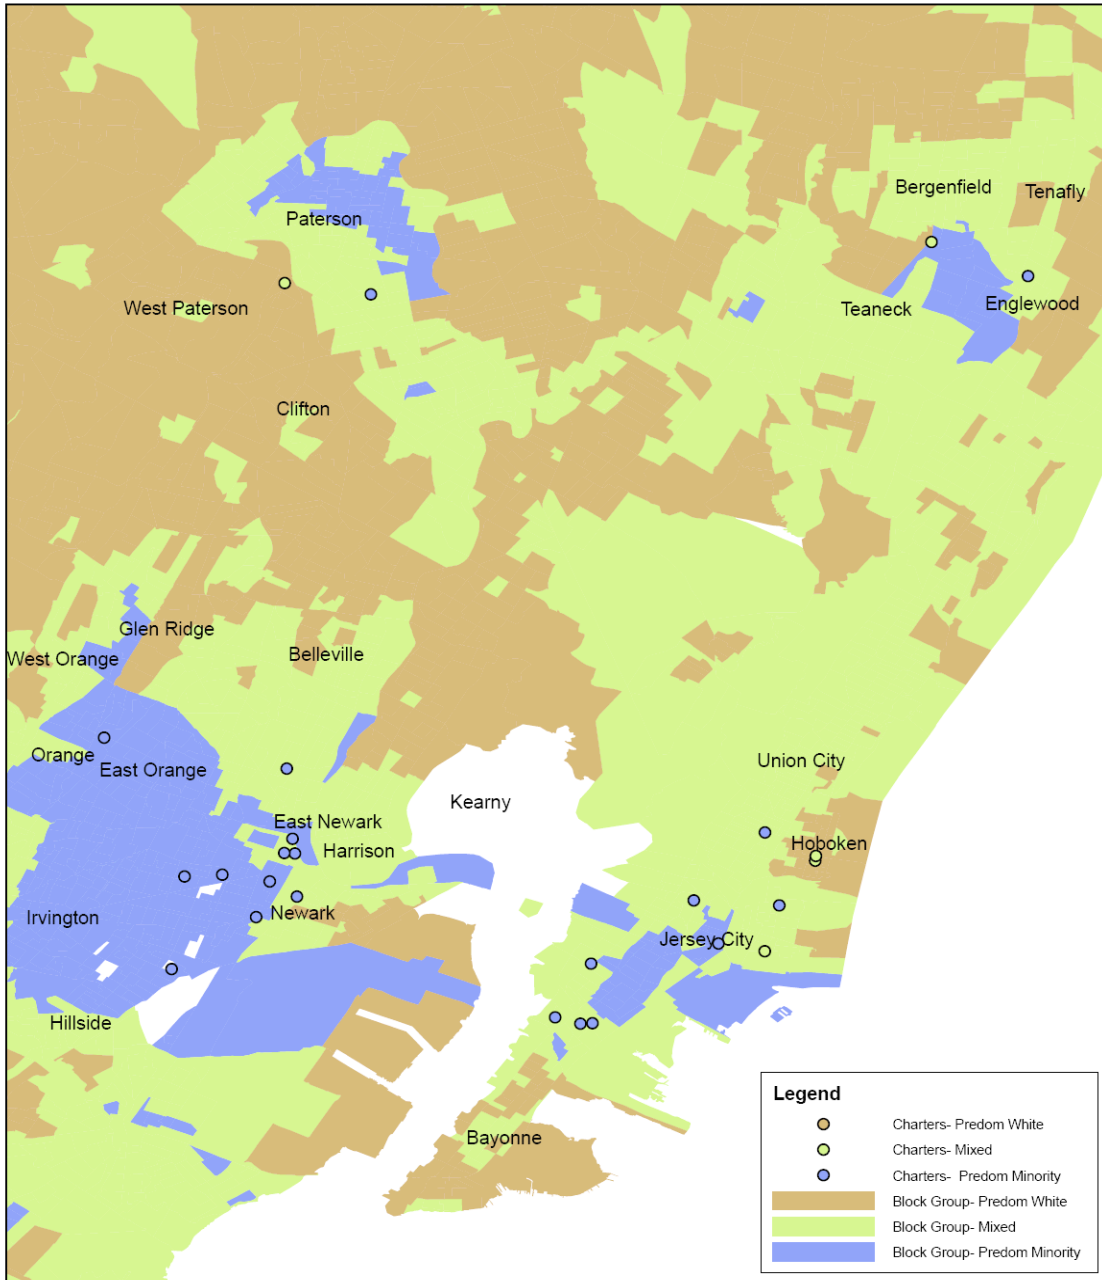 Bergenfield
Tenafly
Paterson
West Paterson
Teaneck
Englewood
Clifton
Glen Ridge
West Orange
Belleville
Orange
East Orange
Union City
Kearny
East Newark
Hoboken
Harrison
Irvington
Newark
Jersey City
Hillside
Bayonne
Legend
Charters- Predom White
Charters- Mixed
Charters- Predom Minority
Block Group- Predom White
Block Group- Mixed
Block Group- Predom Minority